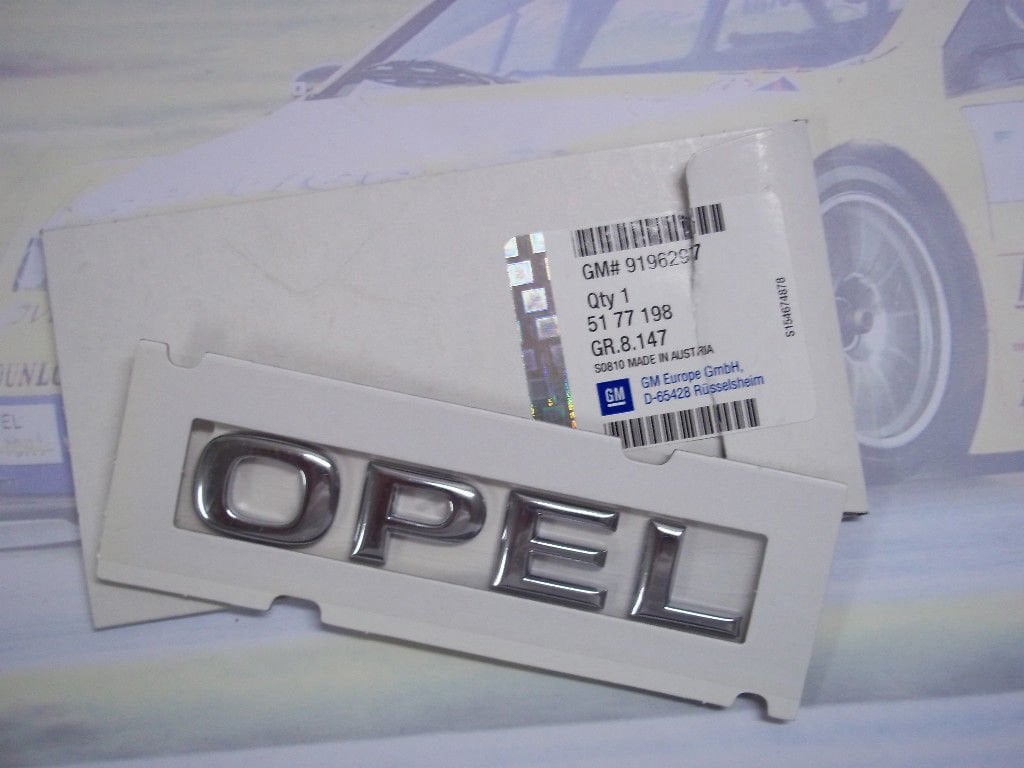 GM# 9196297
Qty 1
51 77 198
GR.8.147
S0810 MADE IN AUSTRIA
GM
GM Europe GmbH,
D-65428 Rüsselsheim
S154674878
OPEL